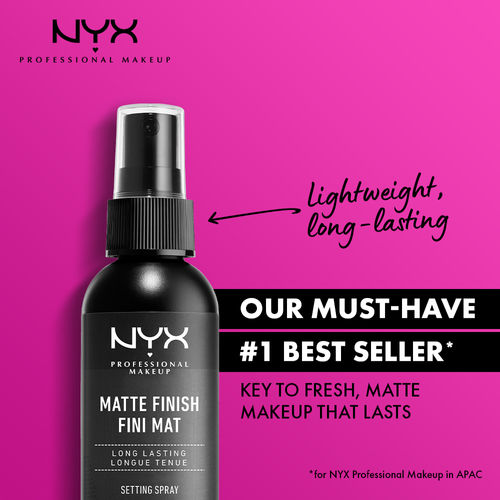 NYX
PROFESSIONAL MAKEUP
lightweight,
long-lasting
OUR MUST-HAVE
#1 BEST SELLER*
KEY TO FRESH, MATTE
MAKEUP THAT LASTS
NYX
PROFESSIONAL
MAKEUP
MATTE FINISH
FINI MAT
LONG LASTING
LONGUE TENUE
SETTING SPRAY
*for NYX Professional Makeup in APAC